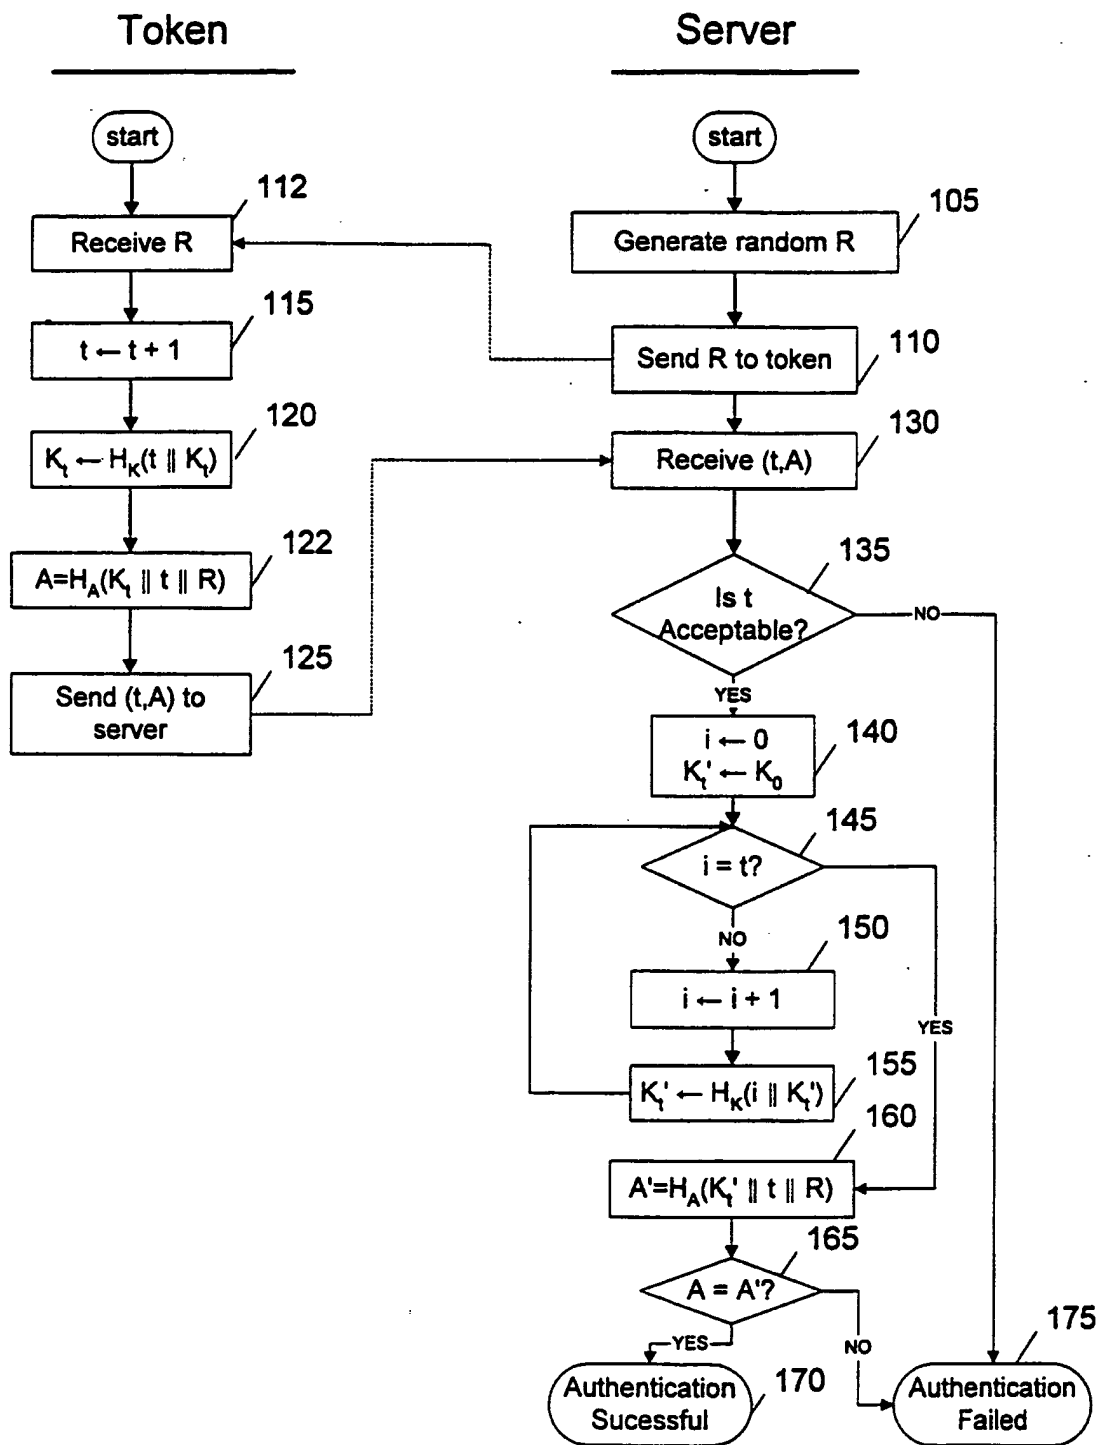 Token
start
112
Receive R
115
t ← t + 1
120
Kt ← HK(t || Kt)
122
A=HA(Kt || t || R)
125
Send (t,A) to
server
Server
start
105
Generate random R
110
Send R to token
130
Receive (t,A)
135
Is t
Acceptable?
NO
YES
140
i ← 0
Kt' ← K0
145
i = t?
NO
YES
150
i ← i + 1
155
Kt' ← HK(i || Kt')
160
A'=HA(Kt' || t || R)
165
A = A'?
YES
NO
170
Authentication
Sucessful
175
Authentication
Failed